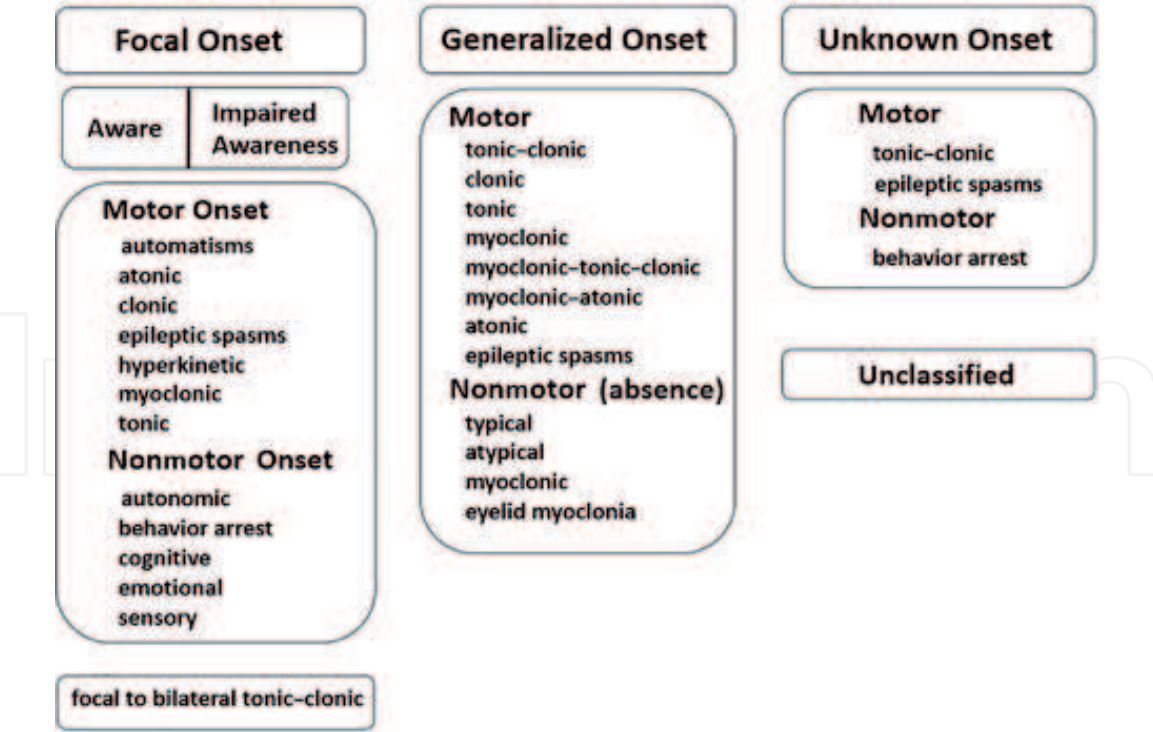 Focal Onset
Aware
Impaired
Awareness
Motor Onset
automatisms
atonic
clonic
epileptic spasms
hyperkinetic
myoclonic
tonic
Nonmotor Onset
autonomic
behavior arrest
cognitive
emotional
sensory
focal to bilateral tonic–clonic
Generalized Onset
Motor
tonic–clonic
clonic
tonic
myoclonic
myoclonic–tonic–clonic
myoclonic–atonic
atonic
epileptic spasms
Nonmotor (absence)
typical
atypical
myoclonic
eyelid myoclonia
Unknown Onset
Motor
tonic–clonic
epileptic spasms
Nonmotor
behavior arrest
Unclassified